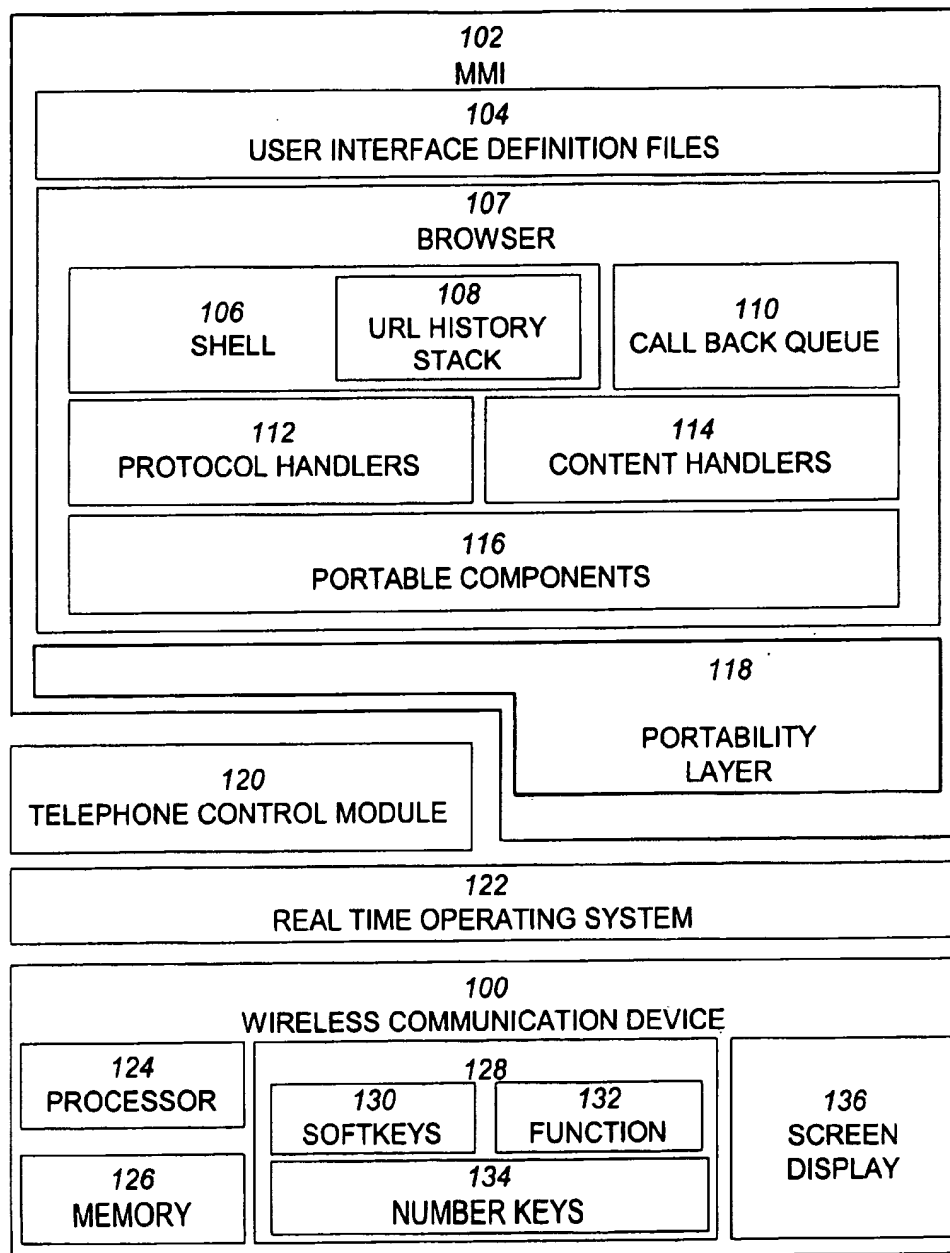 102
MMI
104
USER INTERFACE DEFINITION FILES
107
BROWSER
106
SHELL
108
URL HISTORY
STACK
110
CALL BACK QUEUE
112
PROTOCOL HANDLERS
114
CONTENT HANDLERS
116
PORTABLE COMPONENTS
118
PORTABILITY
LAYER
120
TELEPHONE CONTROL MODULE
122
REAL TIME OPERATING SYSTEM
100
WIRELESS COMMUNICATION DEVICE
124
PROCESSOR
126
MEMORY
128
130
SOFTKEYS
132
FUNCTION
134
NUMBER KEYS
136
SCREEN
DISPLAY